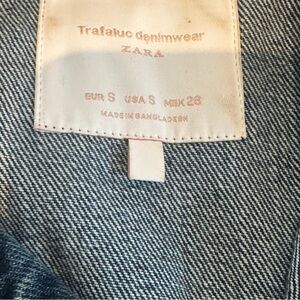 Trafaluc denimwear
ZARA
EUR S USA S MEX 26
MADE IN BANGLADESH